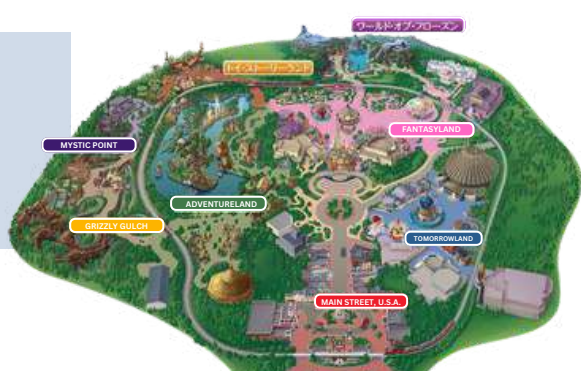 ワールド・オブ・フローズン
トイ・ストーリーランド
FANTASYLAND
MYSTIC POINT
ADVENTURELAND
GRIZZLY GULCH
TOMORROWLAND
MAIN STREET, U.S.A.